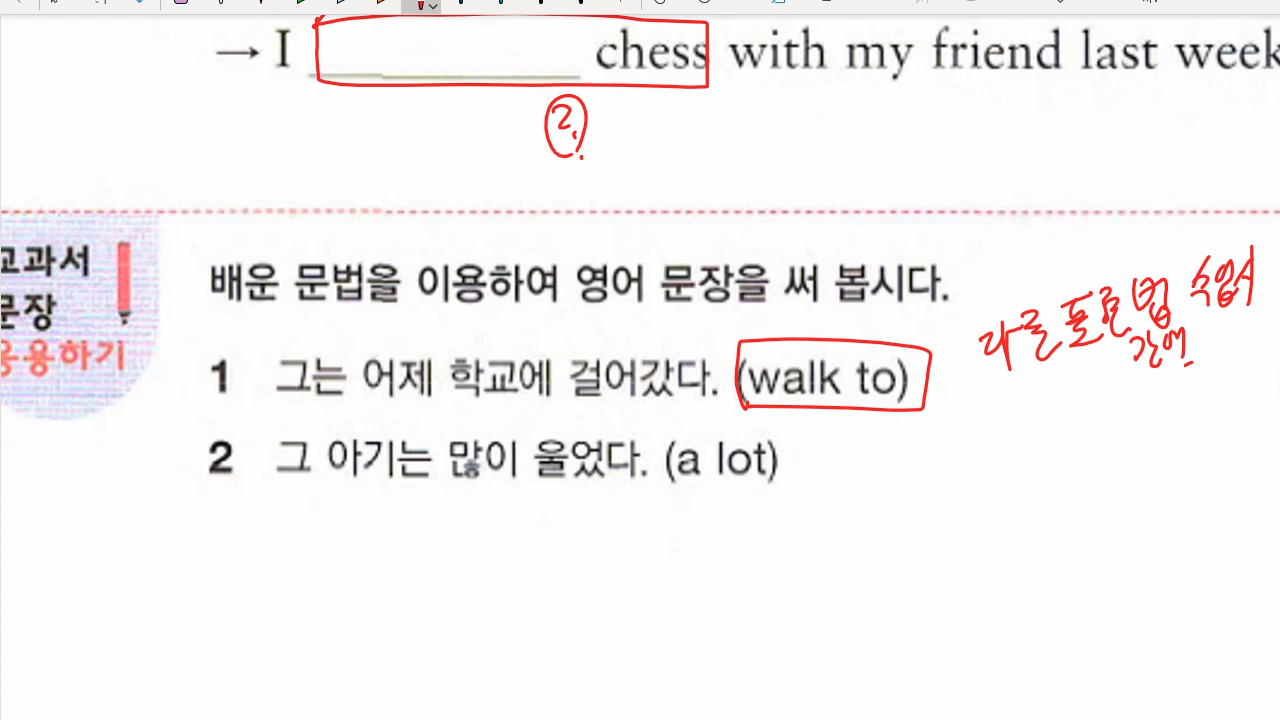 → I ____________ chess with my friend last week
?
교과서
문장
응용하기
배운 문법을 이용하여 영어 문장을 써 봅시다.
1 그는 어제 학교에 걸어갔다. (walk to)
2 그 아기는 많이 울었다. (a lot)
다른